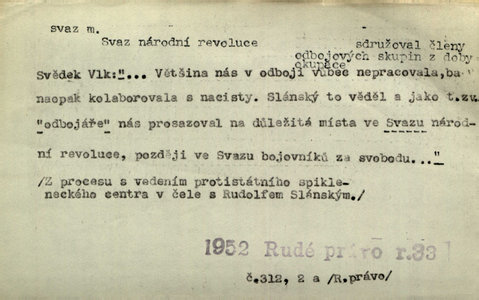 svaz m.
Svaz národní revoluce sdružoval členy
odbojových skupin z doby
okupace
Svědek Vlk:"... Většina nás v odboji vůbec nepracovala,ba
naopak kolaborovala s nacisty. Slánský to věděl a jako t.zv.
"odbojáře" nás prosazoval na důležitá místa ve Svazu národ-
ní revoluce, později ve Svazu bojovníků za svobodu..."
/Z procesu s vedením protistátního spikle-
neckého centra v čele s Rudolfem Slánským./
1952 Rudé právo r.33
č.312, 2 a /R.právo/